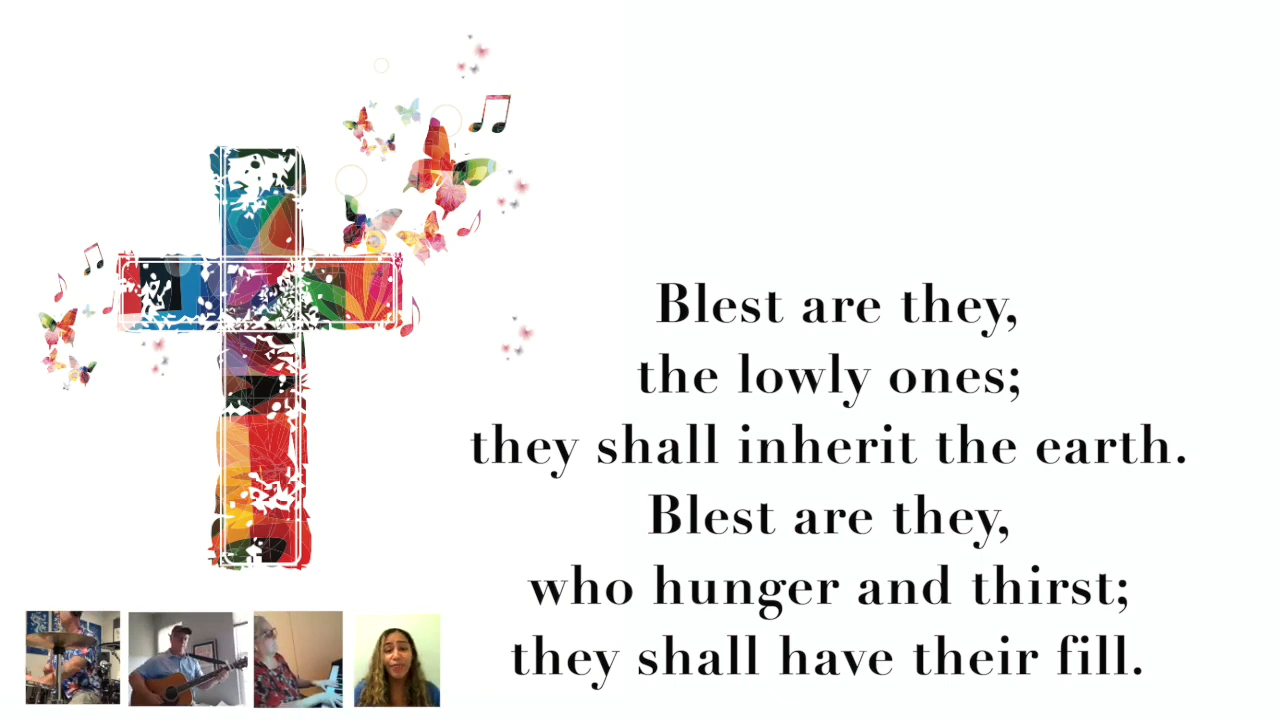 Blest are they,
the lowly ones;
they shall inherit the earth.
Blest are they,
who hunger and thirst;
they shall have their fill.